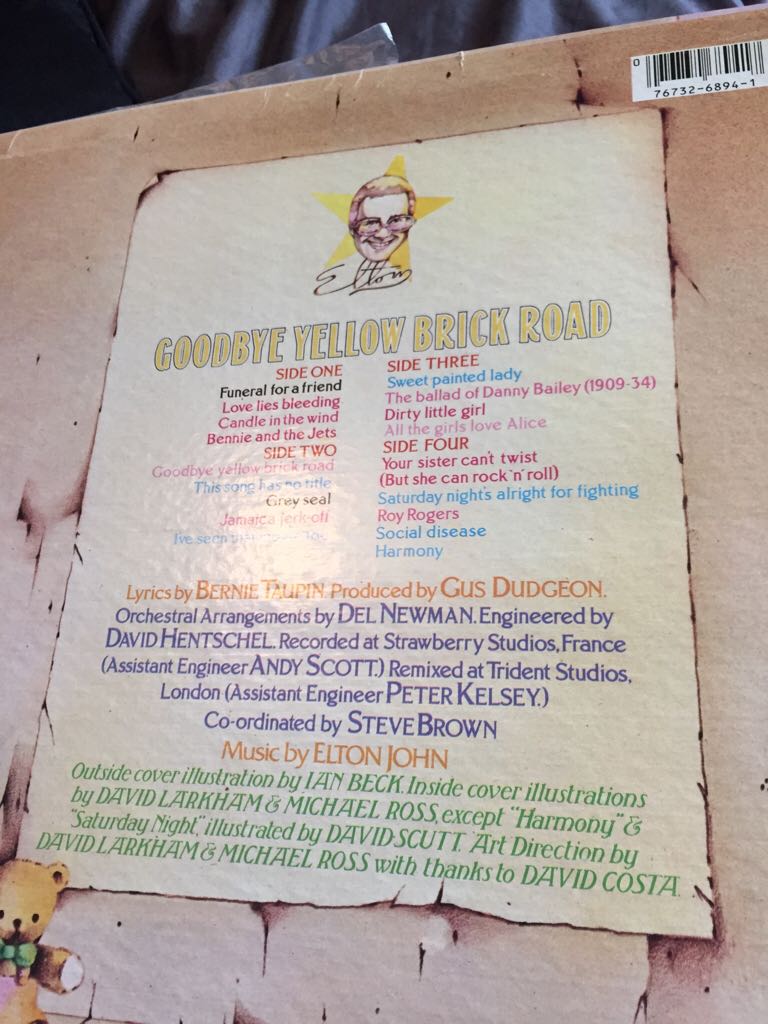 0
76732-6894-1
Elton
GOODBYE YELLOW BRICK ROAD
SIDE ONE
Funeral for a friend
Love lies bleeding
Candle in the wind
Bennie and the Jets
SIDE TWO
Goodbye yellow brick road
This song has no title
Grey seal
Jamaica jerk-off
I've seen that
SIDE THREE
Sweet painted lady
The ballad of Danny Bailey (1909-34)
Dirty little girl
All the girls love Alice
SIDE FOUR
Your sister can't twist
(But she can rock 'n' roll)
Saturday night's alright for fighting
Roy Rogers
Social disease
Harmony
Lyrics by BERNIE TAUPIN. Produced by GUS DUDGEON.
Orchestral Arrangements by DEL NEWMAN. Engineered by
DAVID HENTSCHEL. Recorded at Strawberry Studios, France
(Assistant Engineer ANDY SCOTT.) Remixed at Trident Studios,
London (Assistant Engineer PETER KELSEY.)
Co-ordinated by STEVE BROWN
Music by ELTON JOHN
Outside cover illustration by IAN BECK. Inside cover illustrations
by DAVID LARKHAM & MICHAEL ROSS, except "Harmony" &
"Saturday Night", illustrated by DAVID SCUTT. Art Direction by
DAVID LARKHAM & MICHAEL ROSS with thanks to DAVID COSTA.